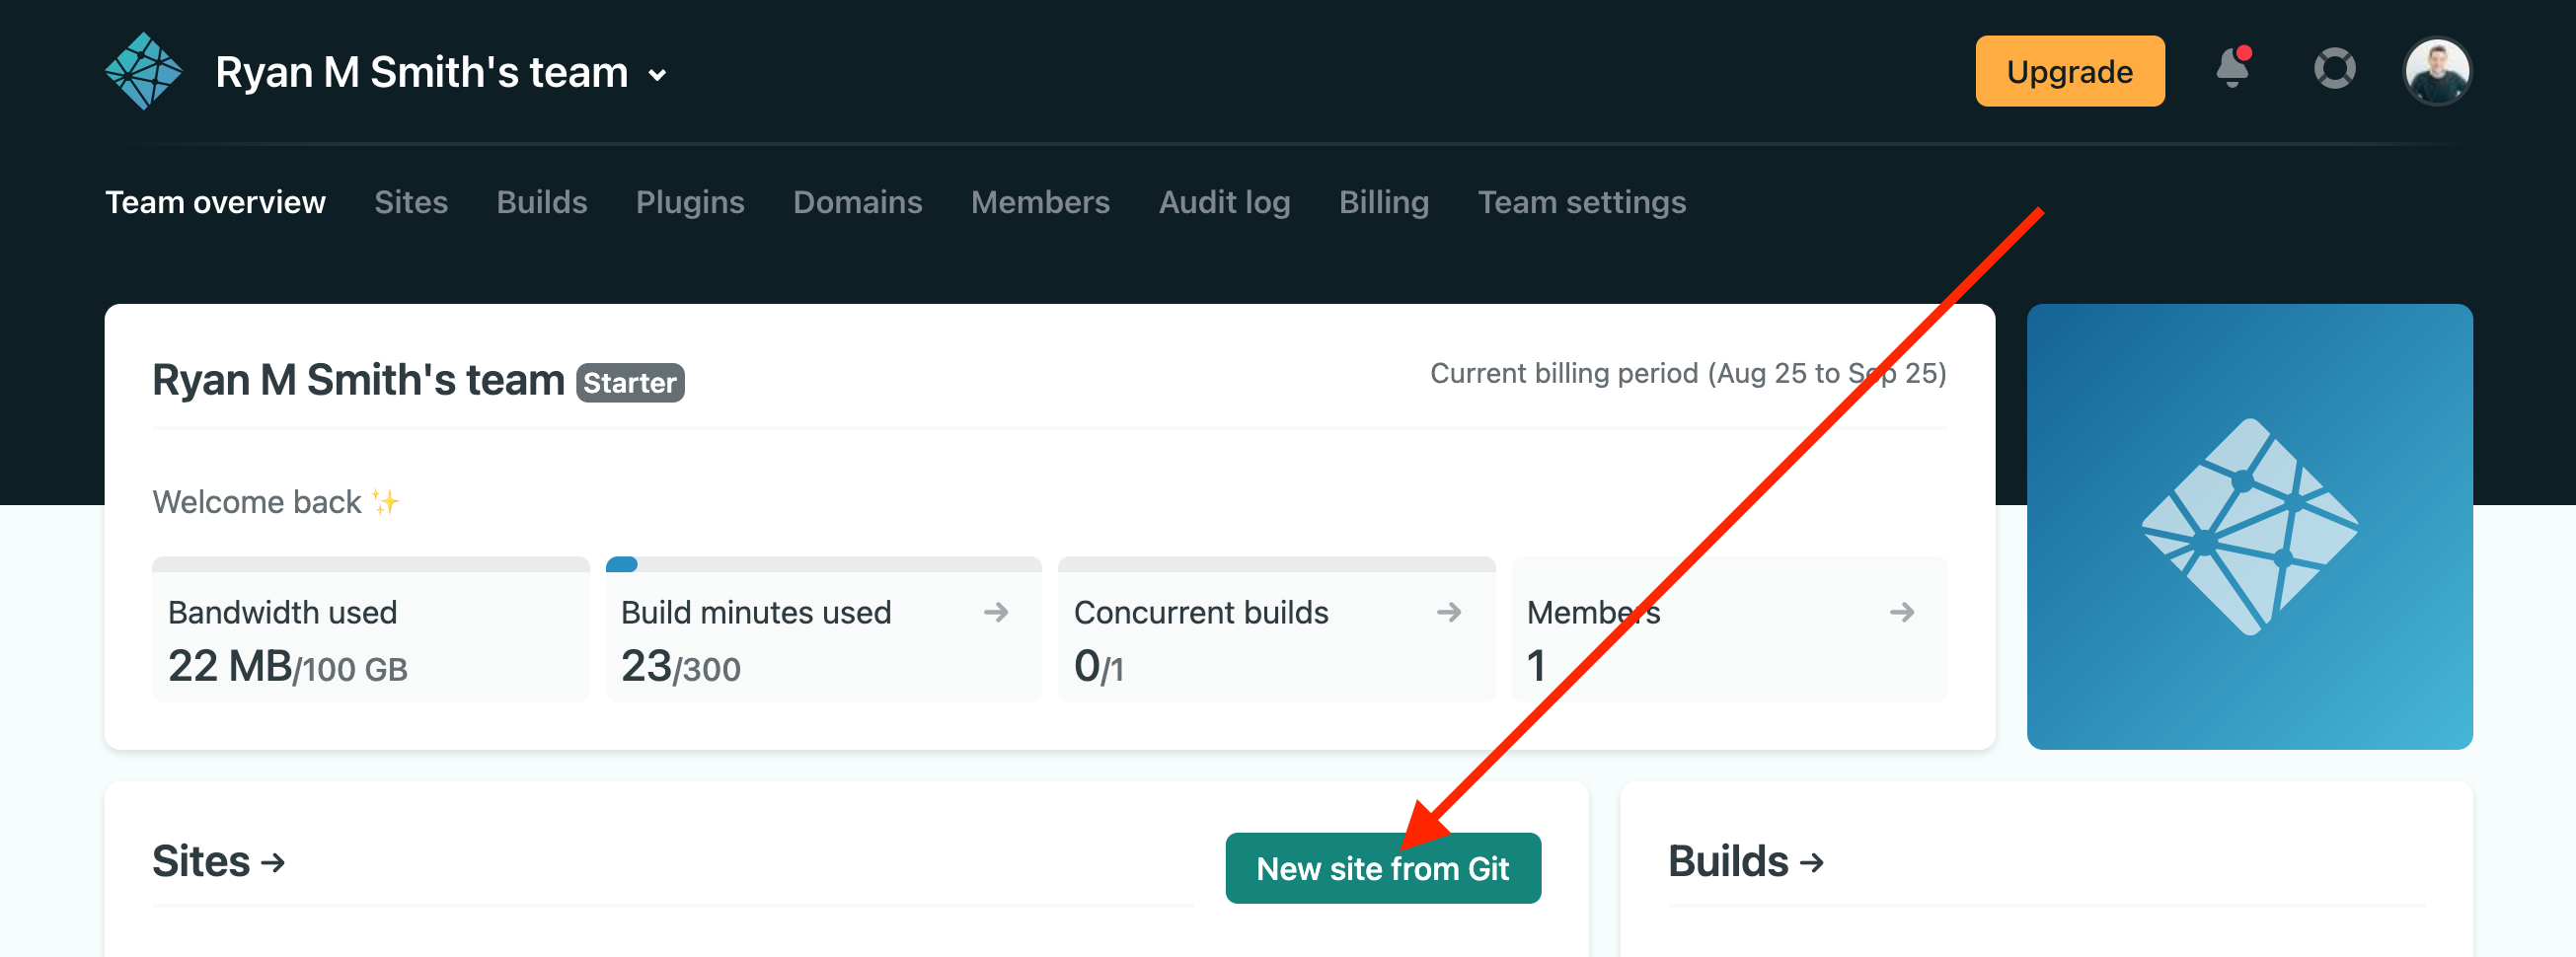 Ryan M Smith's team
Upgrade
Team overview Sites Builds Plugins Domains Members Audit log Billing Team settings
Ryan M Smith's team Starter
Current billing period (Aug 25 to Sep 25)
Welcome back ✨
Bandwidth used
22 MB/100 GB
Build minutes used →
23/300
Concurrent builds →
0/1
Members →
1
Sites →
New site from Git
Builds →